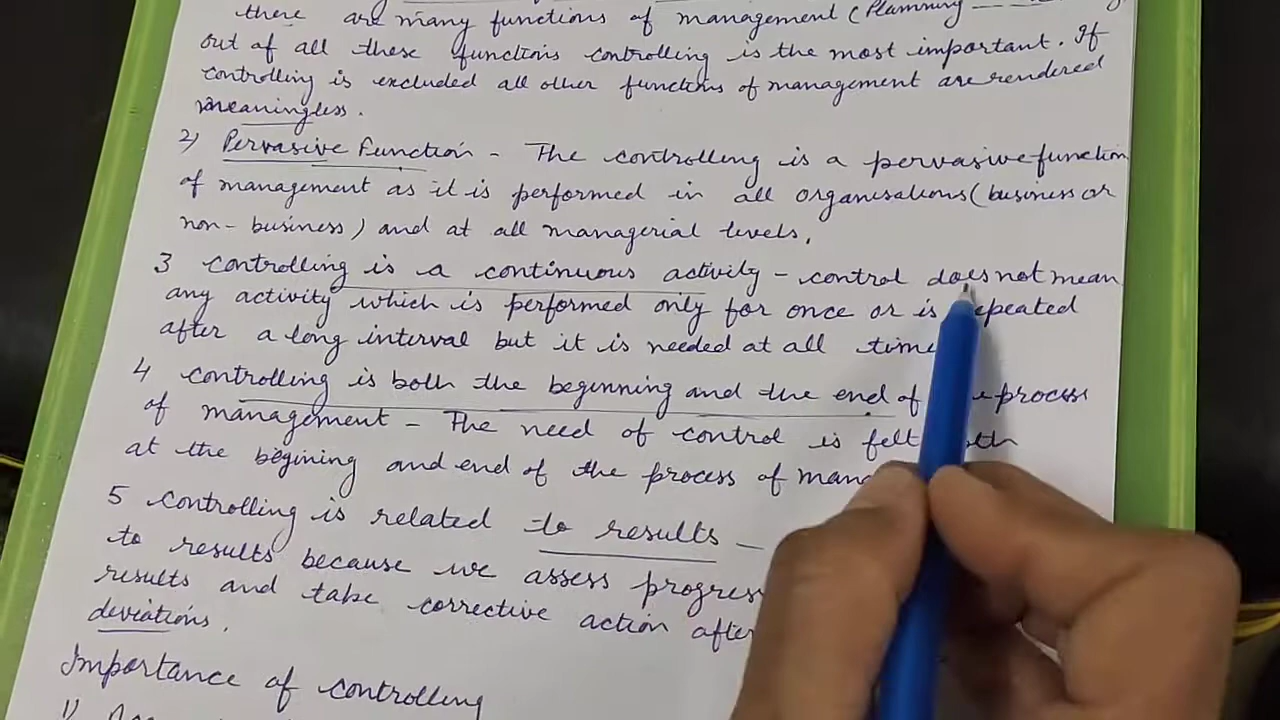 there are many functions of management (Planning
out of all these functions controlling is the most important. If
controlling is excluded all other functions of management are rendered
meaningless.
2) Pervasive Function - The controlling is a pervasive function
of management as it is performed in all organisations (business or
non-business) and at all managerial levels.
3 controlling is a continuous activity - control does not mean
any activity which is performed only for once or is repeated
after a long interval but it is needed at all time
4 controlling is both the beginning and the end of process
of management - The need of control is felt
at the begining and end of the process of
5 controlling is related to results -
to results because we assess progress
results and take corrective action after
deviations.
Importance of controlling
1)